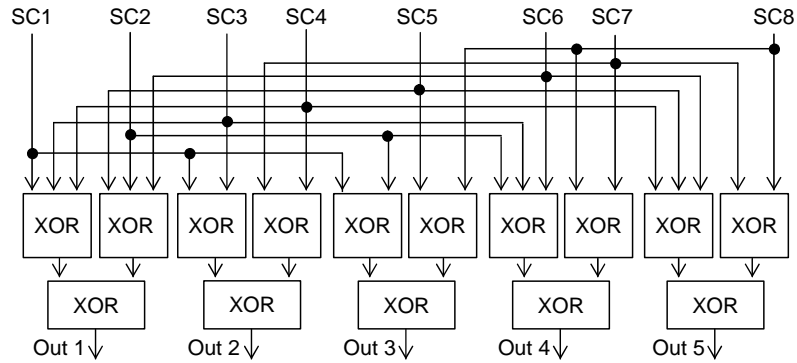 SC1 SC2 SC3 SC4 SC5 SC6 SC7 SC8
XOR XOR XOR XOR XOR XOR XOR XOR XOR XOR
XOR XOR XOR XOR XOR
Out 1 Out 2 Out 3 Out 4 Out 5